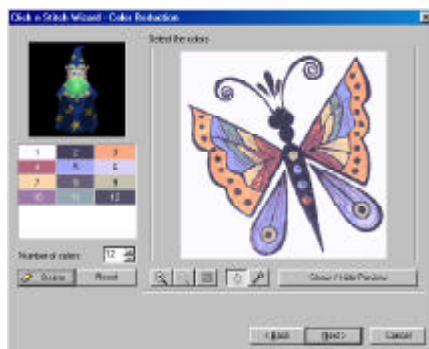 Click n Stitch Wizard - Color Reduction
Select the colors
1 2 3
4 5 6
7 8 9
10 11 12
Number of colors 12
Reset
Show / Hide Preview
< Back Next > Cancel